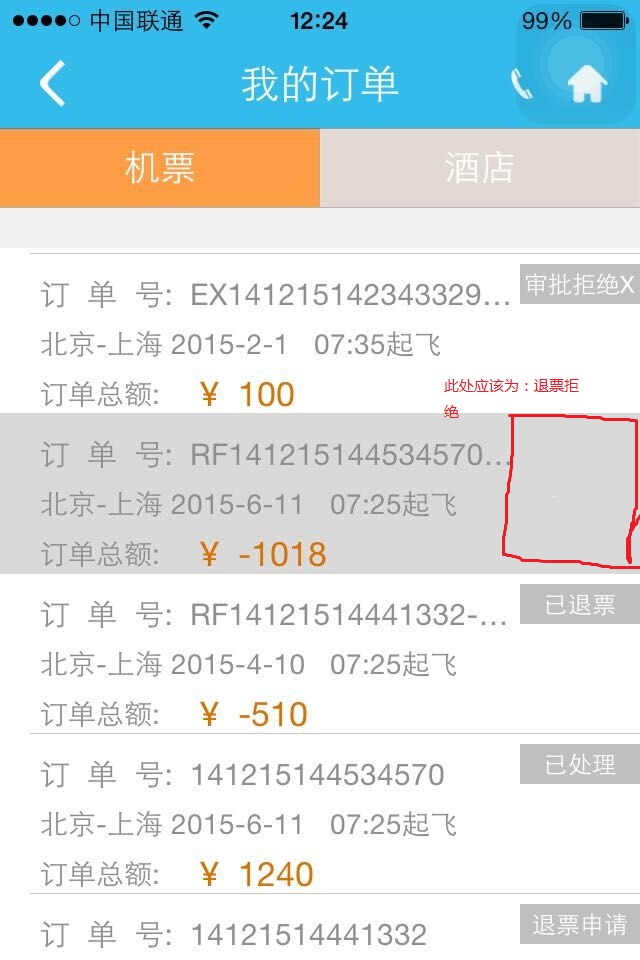 中国联通 12:24 99%
我的订单
机票 酒店
订 单 号: EX141215142343329... 审批拒绝X
北京-上海 2015-2-1 07:35起飞
订单总额: ¥ 100
此处应该为：退票拒
绝
订 单 号: RF141215144534570...
北京-上海 2015-6-11 07:25起飞
订单总额: ¥ -1018
订 单 号: RF14121514441332-... 已退票
北京-上海 2015-4-10 07:25起飞
订单总额: ¥ -510
订 单 号: 141215144534570 已处理
北京-上海 2015-6-11 07:25起飞
订单总额: ¥ 1240
订 单 号: 14121514441332 退票申请